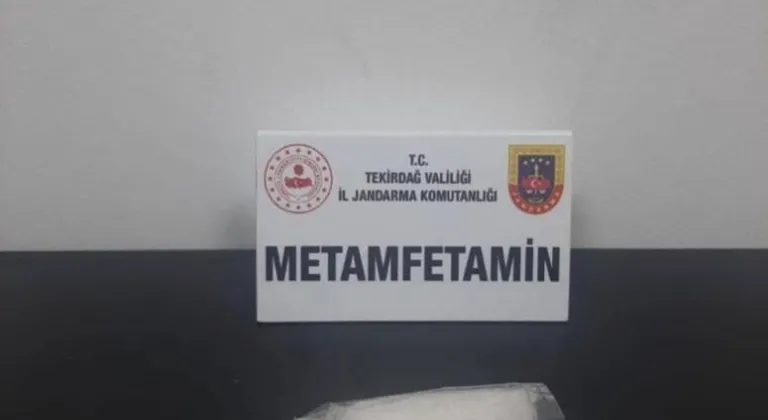 T.C.
TEKİRDAĞ VALİLİĞİ
İL JANDARMA KOMUTANLIĞI
METAMFETAMİN